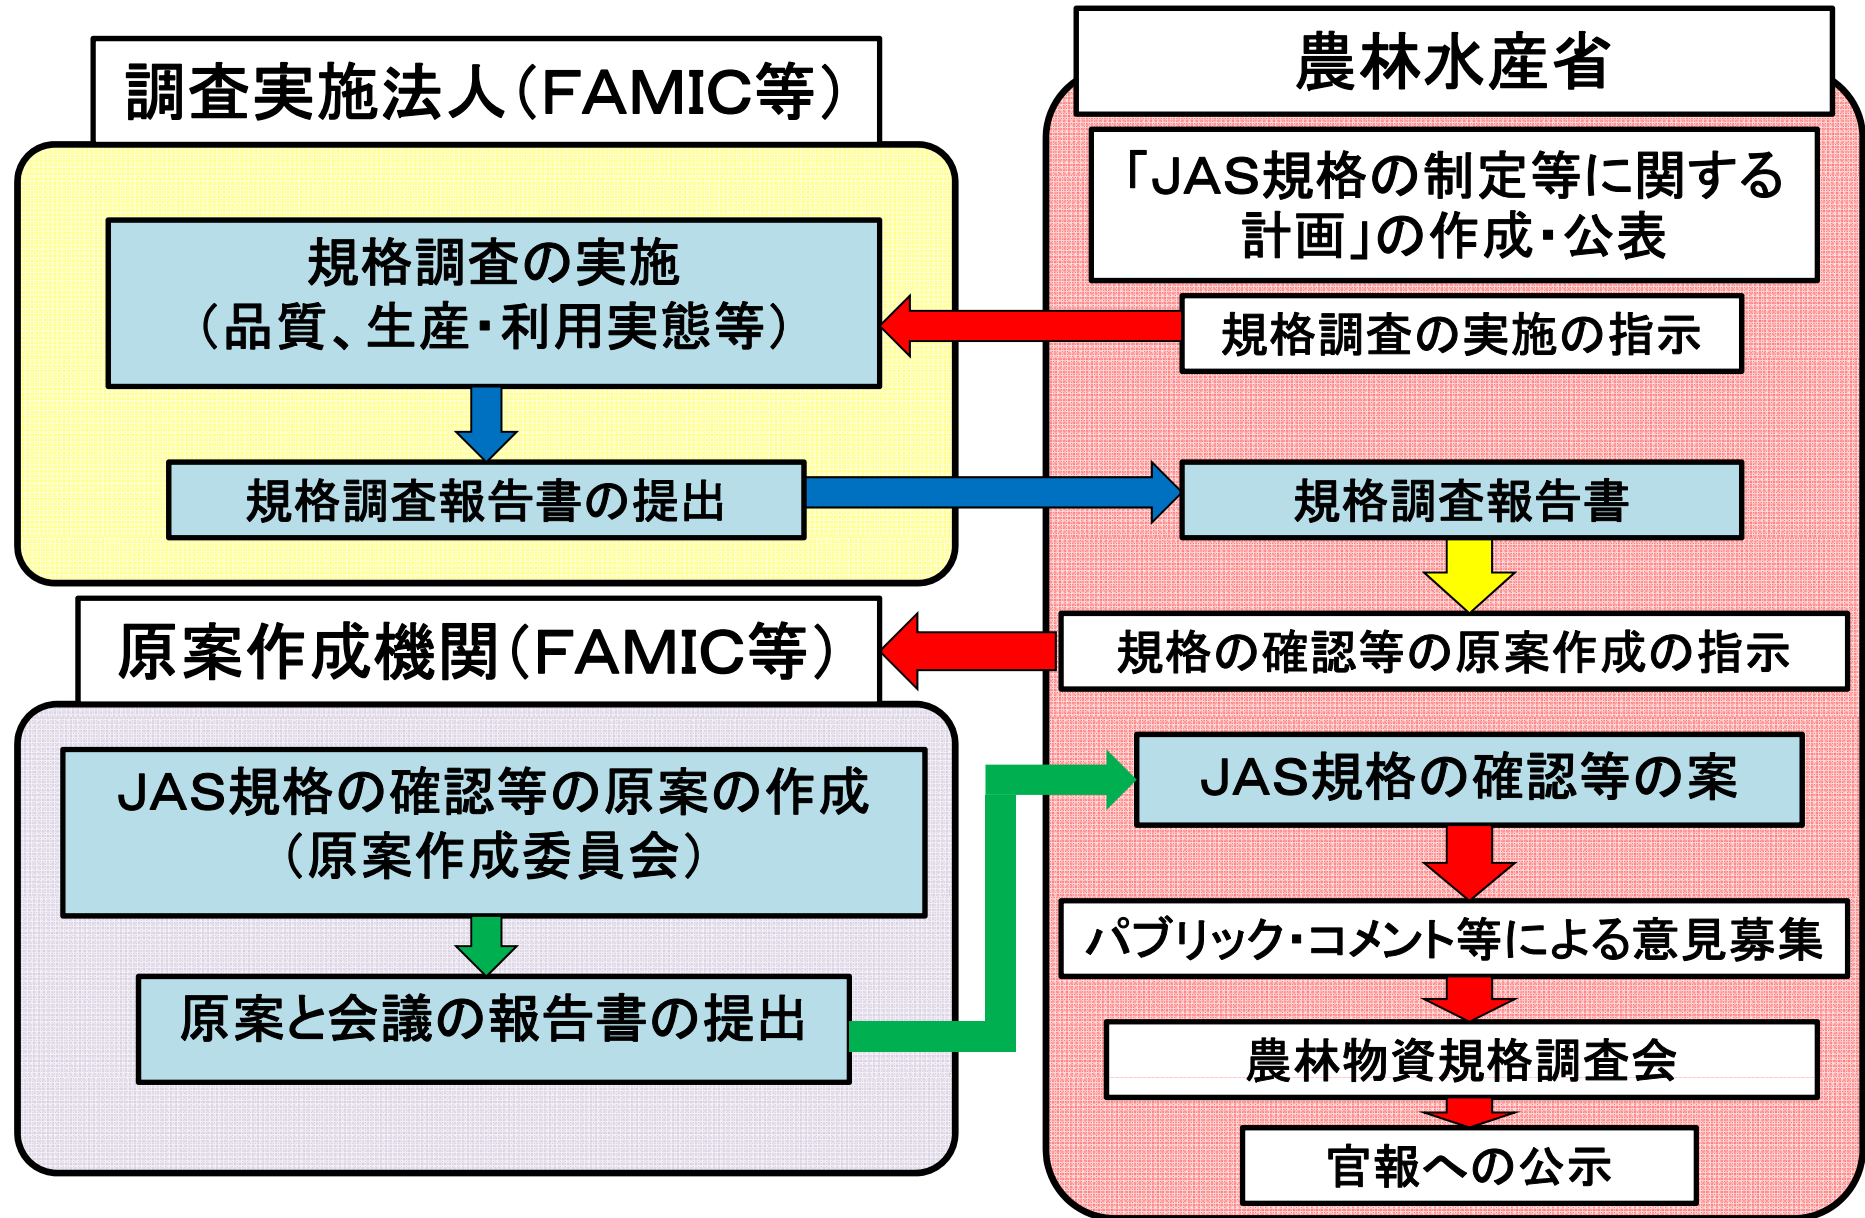 調査実施法人（FAMIC等）
規格調査の実施
（品質、生産・利用実態等）
規格調査報告書の提出
原案作成機関（FAMIC等）
JAS規格の確認等の原案の作成
（原案作成委員会）
原案と会議の報告書の提出
農林水産省
「JAS規格の制定等に関する
計画」の作成・公表
規格調査の実施の指示
規格調査報告書
規格の確認等の原案作成の指示
JAS規格の確認等の案
パブリック・コメント等による意見募集
農林物資規格調査会
官報への公示